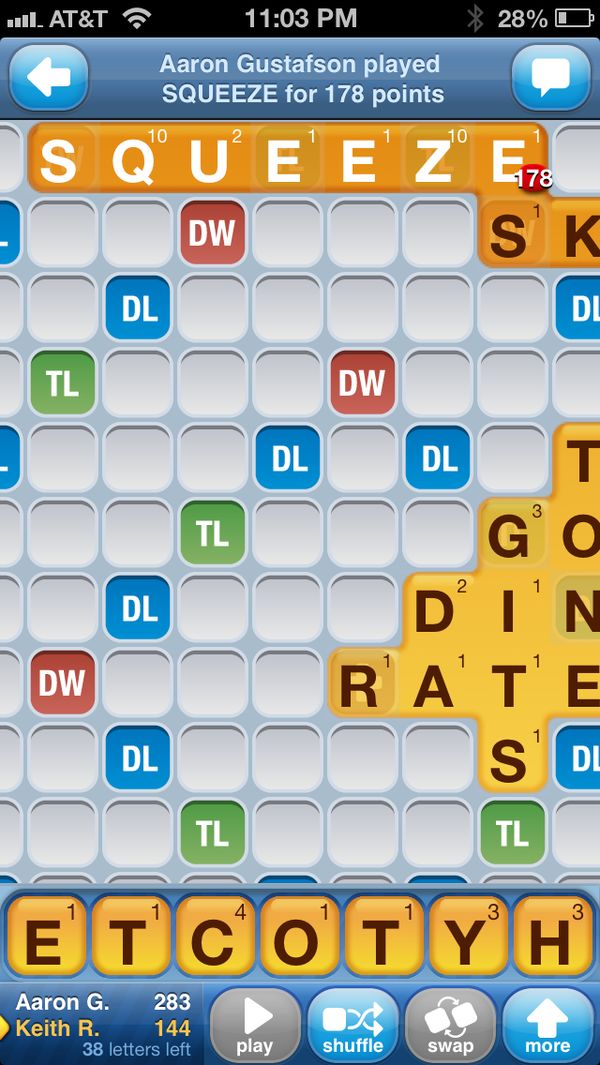 AT&T 11:03 PM 28%
Aaron Gustafson played
SQUEEZE for 178 points
S Q 10 U 2 E 1 E 1 Z 10 E 1
178
L DW S 1 K
DL DL
TL DW
L DL DL T
TL G 3 O
DL D 2 I 1 N
DW R 1 A 1 T 1 E
DL S 1 DL
TL TL
E 1 T 1 C 4 O 1 T 1 Y 3 H 3
Aaron G. 283
Keith R. 144
38 letters left
play shuffle swap more